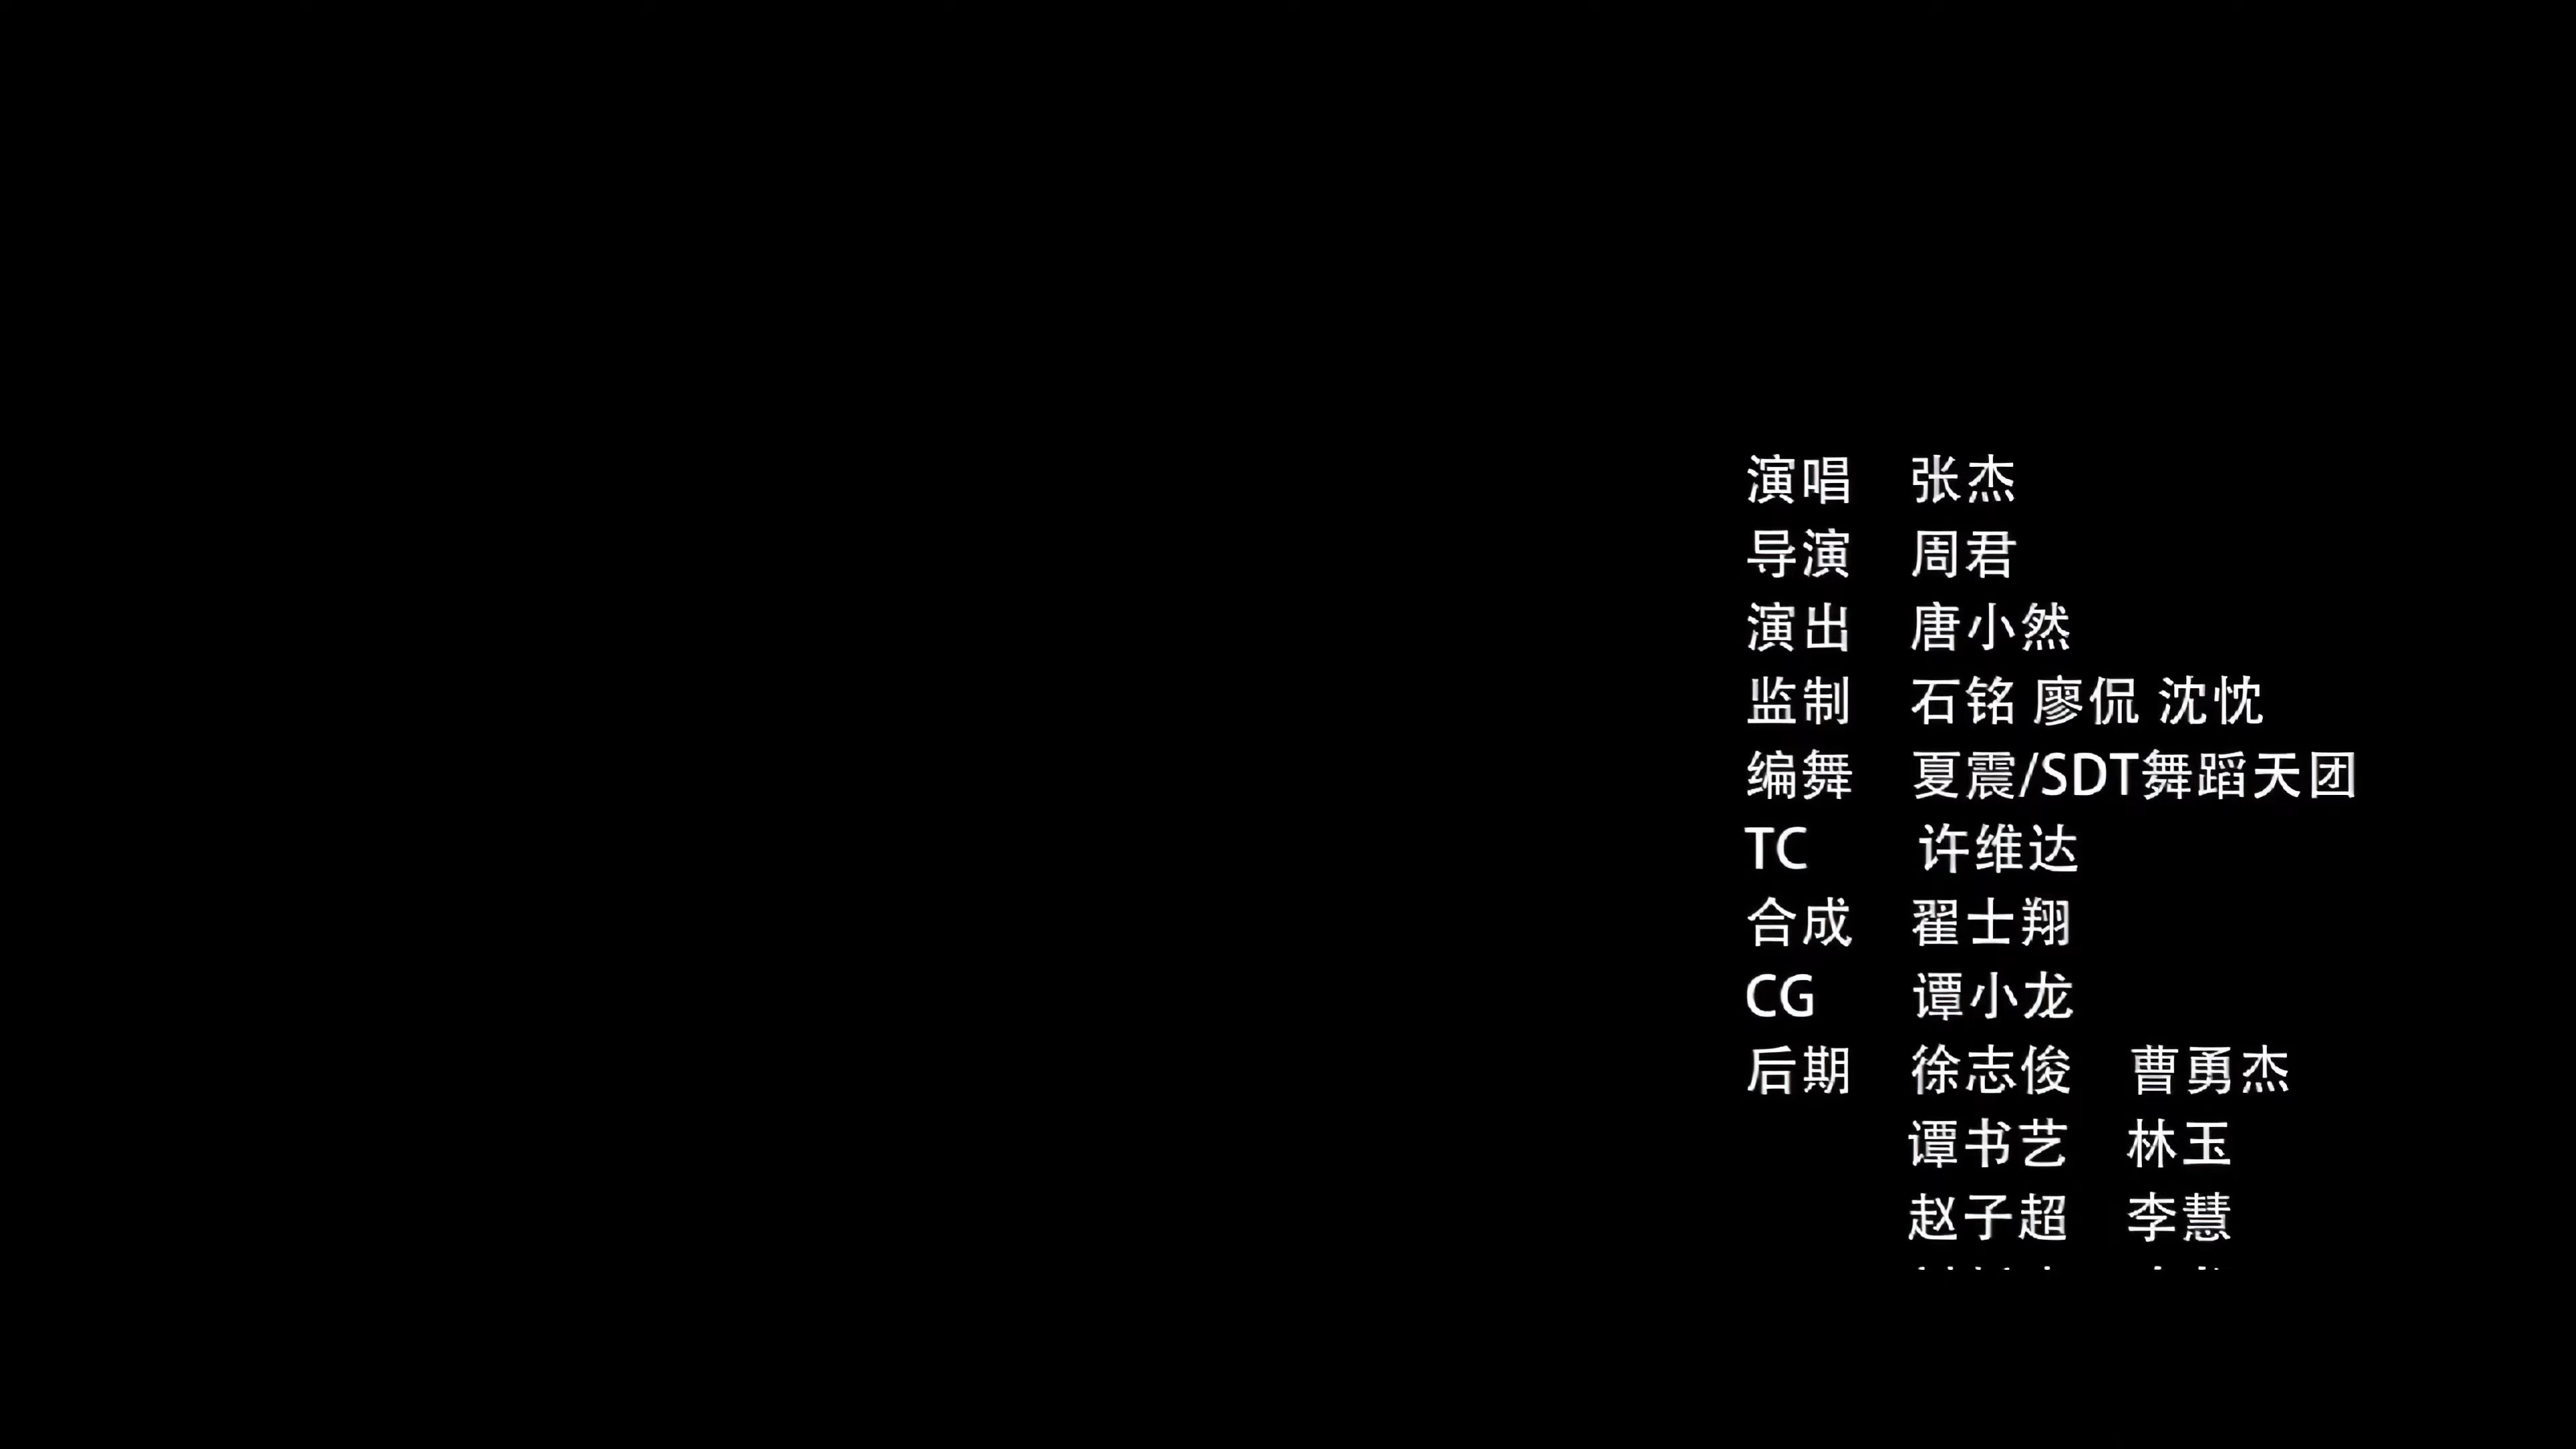 演唱 张杰
导演 周君
演出 唐小然
监制 石铭 廖侃 沈忱
编舞 夏震/SDT舞蹈天团
TC 许维达
合成 翟士翔
CG 谭小龙
后期 徐志俊 曹勇杰
谭书艺 林玉
赵子超 李慧